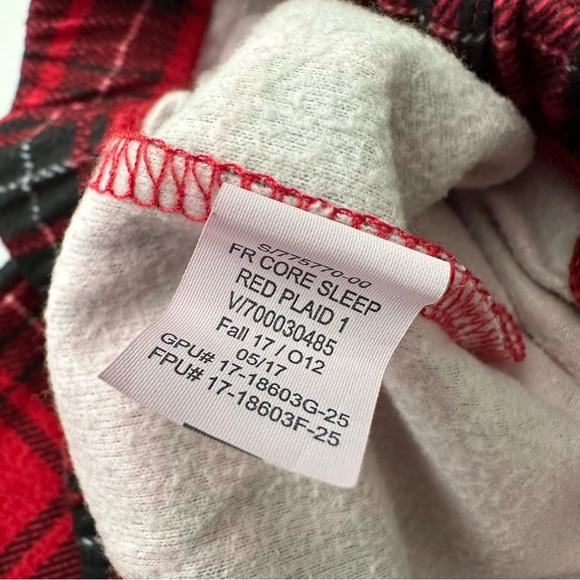 S/775770-00
FR CORE SLEEP
RED PLAID 1
V/700030485
Fall 17 / O12
05/17
GPU# 17-18603G-25
FPU# 17-18603F-25